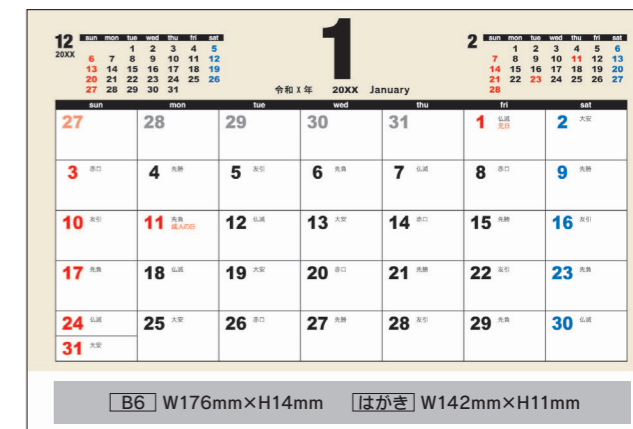 12 sun mon tue wed thu fri sat
20XX 1 2 3 4 5
6 7 8 9 10 11 12
13 14 15 16 17 18 19
20 21 22 23 24 25 26
27 28 29 30 31
1
令和X年 20XX January
2 sun mon tue wed thu fri sat
1 2 3 4 5 6
7 8 9 10 11 12 13
14 15 16 17 18 19 20
21 22 23 24 25 26 27
28
sun mon tue wed thu fri sat
27 28 29 30 31 1 仏滅 元日 2 大安
3 赤口 4 先勝 5 友引 6 先負 7 仏滅 8 赤口 9 先勝
10 友引 11 先負 成人の日 12 仏滅 13 大安 14 赤口 15 先勝 16 友引
17 先負 18 仏滅 19 大安 20 赤口 21 先勝 22 友引 23 先負
24 仏滅 25 大安 26 赤口 27 先勝 28 友引 29 先負 30 仏滅
31 大安
B6 W176mm×H14mm はがき W142mm×H11mm